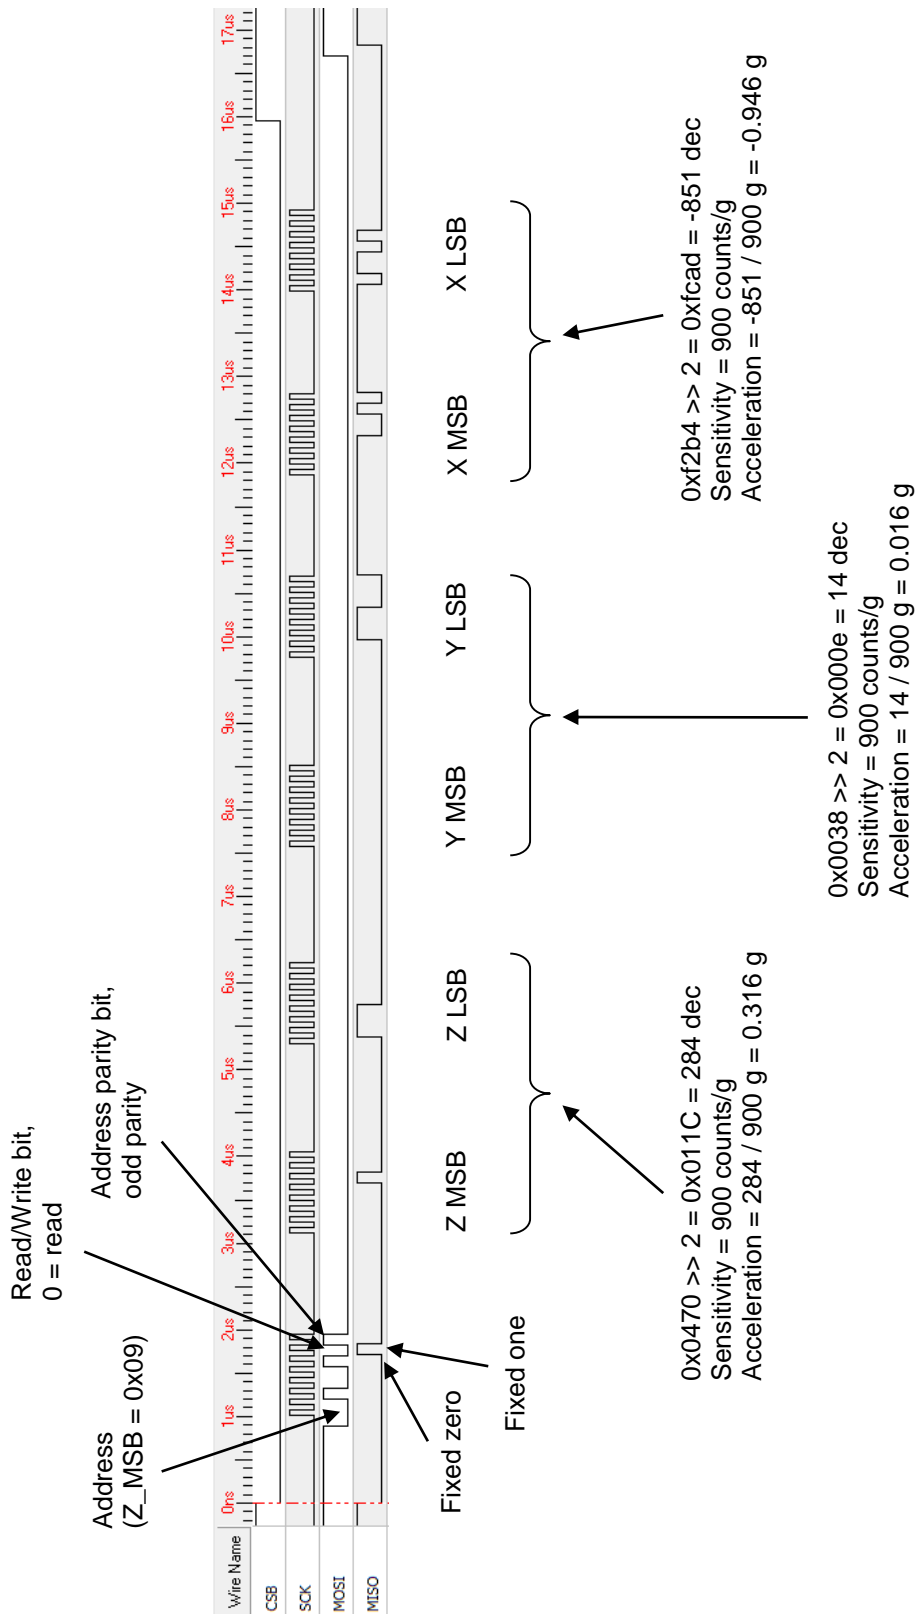 Read/Write bit,
0 = read
Address parity bit,
odd parity
Address
(Z_MSB = 0x09)
Wire Name
0ns 1us 2us 3us 4us 5us 6us 7us 8us 9us 10us 11us 12us 13us 14us 15us 16us 17us
CSB
SCK
MOSI
MISO
Fixed zero
Fixed one
Z MSB Z LSB Y MSB Y LSB X MSB X LSB
0x0470 >> 2 = 0x011C = 284 dec
Sensitivity = 900 counts/g
Acceleration = 284 / 900 g = 0.316 g
0x0038 >> 2 = 0x000e = 14 dec
Sensitivity = 900 counts/g
Acceleration = 14 / 900 g = 0.016 g
0xf2b4 >> 2 = 0xfcad = -851 dec
Sensitivity = 900 counts/g
Acceleration = -851 / 900 g = -0.946 g